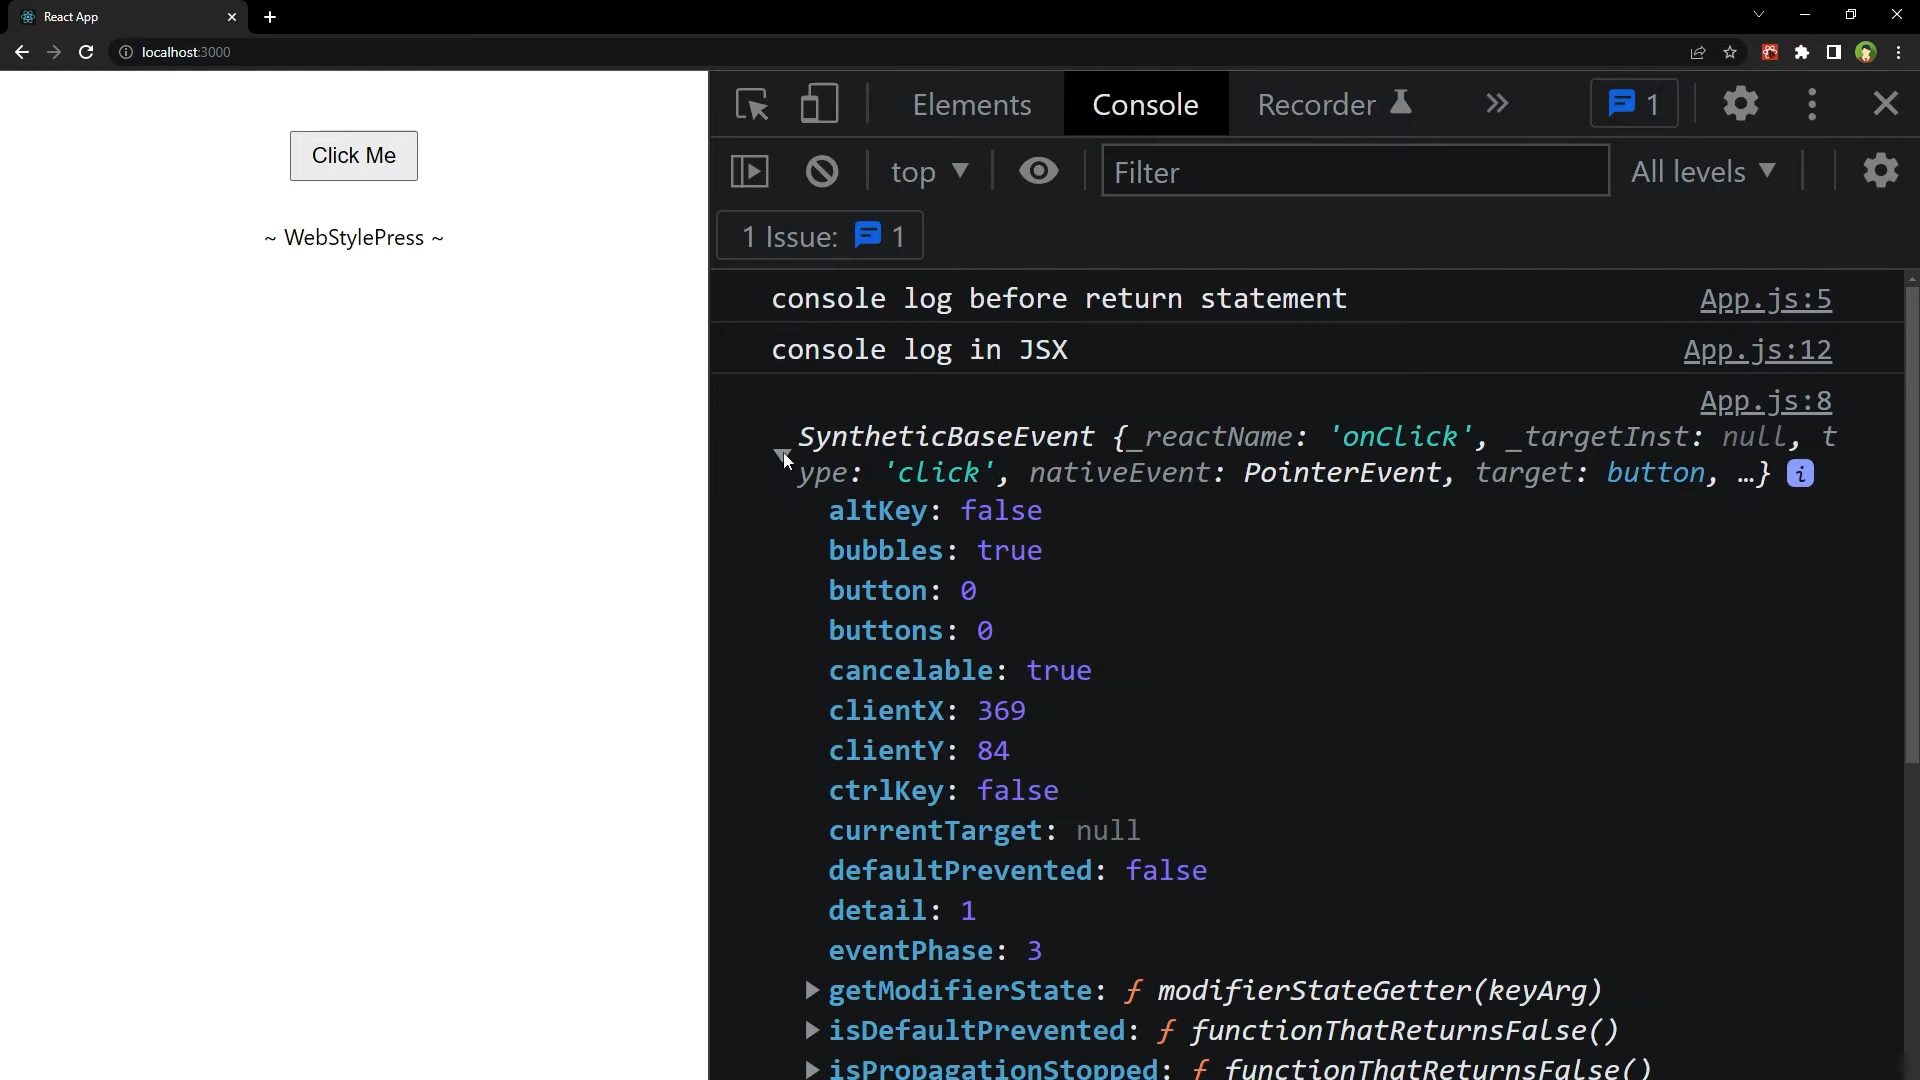 React App
localhost:3000
Click Me
~ WebStylePress ~
Elements Console Recorder 1
top Filter All levels
1 Issue: 1
console log before return statement App.js:5
console log in JSX App.js:12
App.js:8
SyntheticBaseEvent {_reactName: 'onClick', _targetInst: null, t
ype: 'click', nativeEvent: PointerEvent, target: button, …} i
altKey: false
bubbles: true
button: 0
buttons: 0
cancelable: true
clientX: 369
clientY: 84
ctrlKey: false
currentTarget: null
defaultPrevented: false
detail: 1
eventPhase: 3
getModifierState: ƒ modifierStateGetter(keyArg)
isDefaultPrevented: ƒ functionThatReturnsFalse()
isPropagationStopped: ƒ functionThatReturnsFalse()